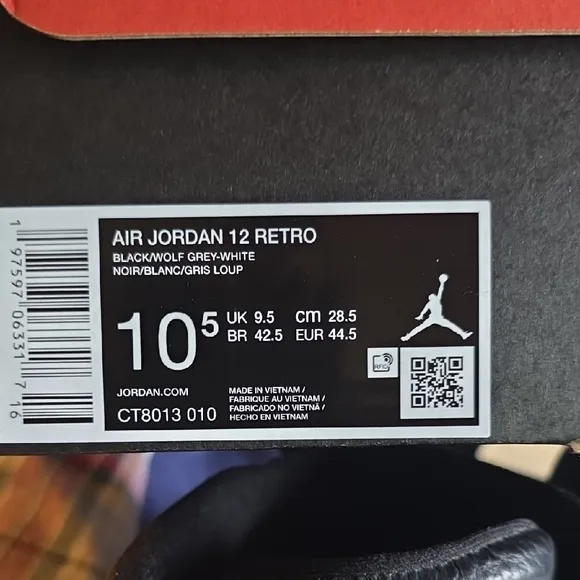 AIR JORDAN 12 RETRO
BLACK/WOLF GREY-WHITE
NOIR/BLANC/GRIS LOUP
10⁵
UK 9.5 cm 28.5
BR 42.5 EUR 44.5
RFID
JORDAN.COM
CT8013 010
MADE IN VIETNAM /
FABRIQUE AU VIETNAM /
FABRICADO NO VIETNÃ /
HECHO EN VIETNAM
1 97597 06331 7 16